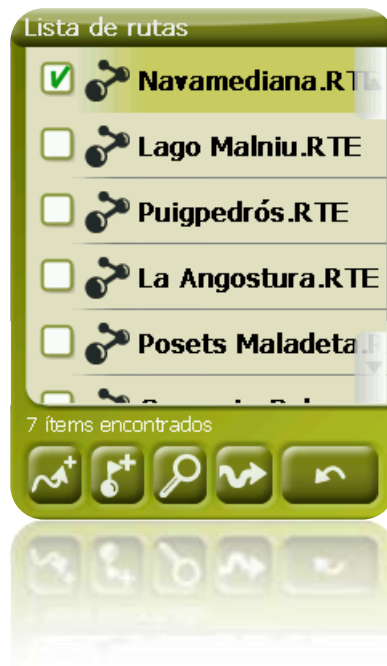 Lista de rutas
Navamediana.RT
Lago Malniu.RTE
Puigpedrós.RTE
La Angostura.RTE
Posets Maladeta.
7 ítems encontrados